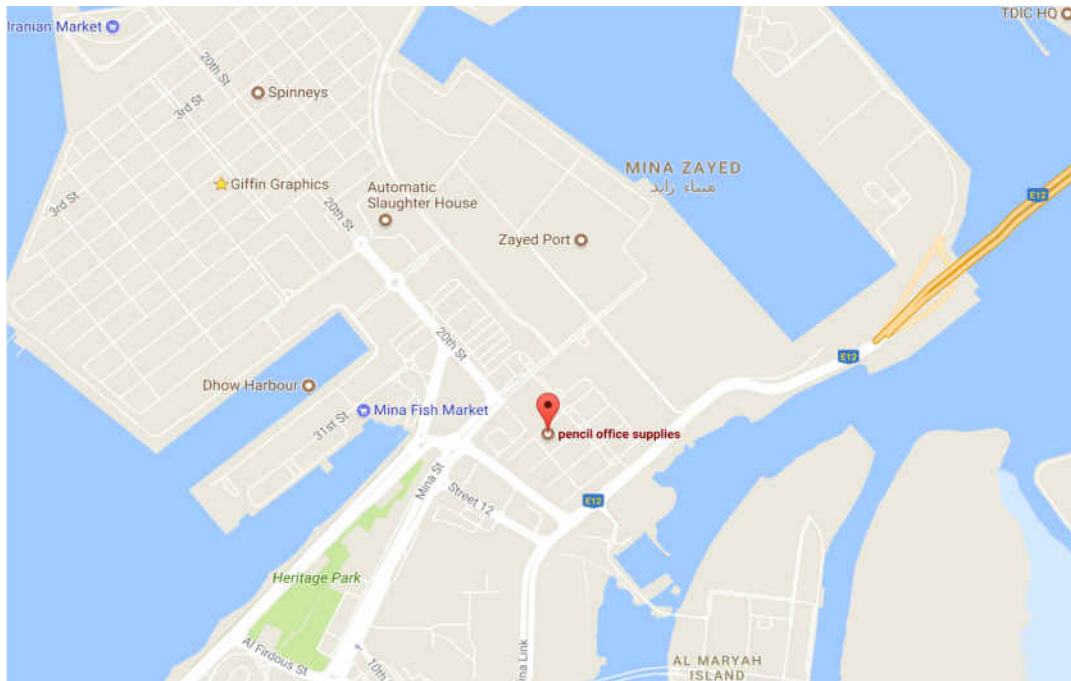 Iranian Market
TDIC HQ
20th St
Spinneys
3rd St
MINA ZAYED
ميناء زايد
Giffin Graphics
Automatic
Slaughter House
E12
3rd St
20th St
Zayed Port
20th St
E12
Dhow Harbour
Mina Fish Market
31st St
pencil office supplies
Mina St
Street 12
E12
Heritage Park
Al Firdous St
10th
ina Link
AL MARYAH
ISLAND